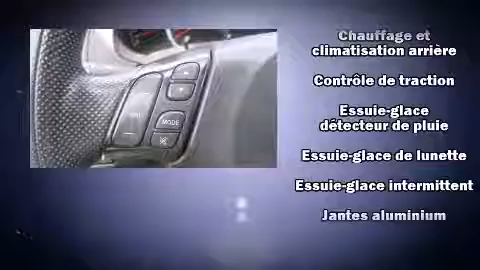 Chauffage et
climatisation arrière
Contrôle de traction
Essuie-glace
détecteur de pluie
Essuie-glace de lunette
Essuie-glace intermittent
Jantes aluminium
MODE